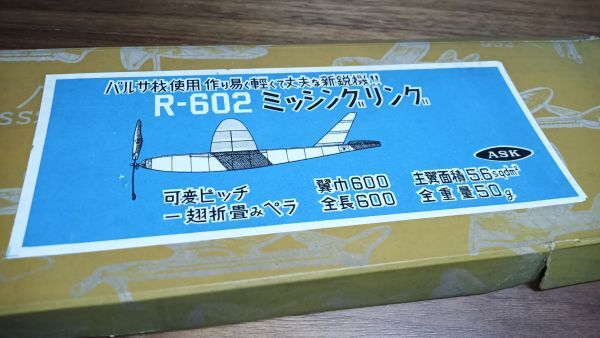 バルサ材使用 作り易く軽くて丈夫な新鋭機!!
R-602 ミッシングリング
ASK
可変ピッチ 翼巾600 主翼面積5.6sqdm²
一翅折畳みペラ 全長600 全重量50g